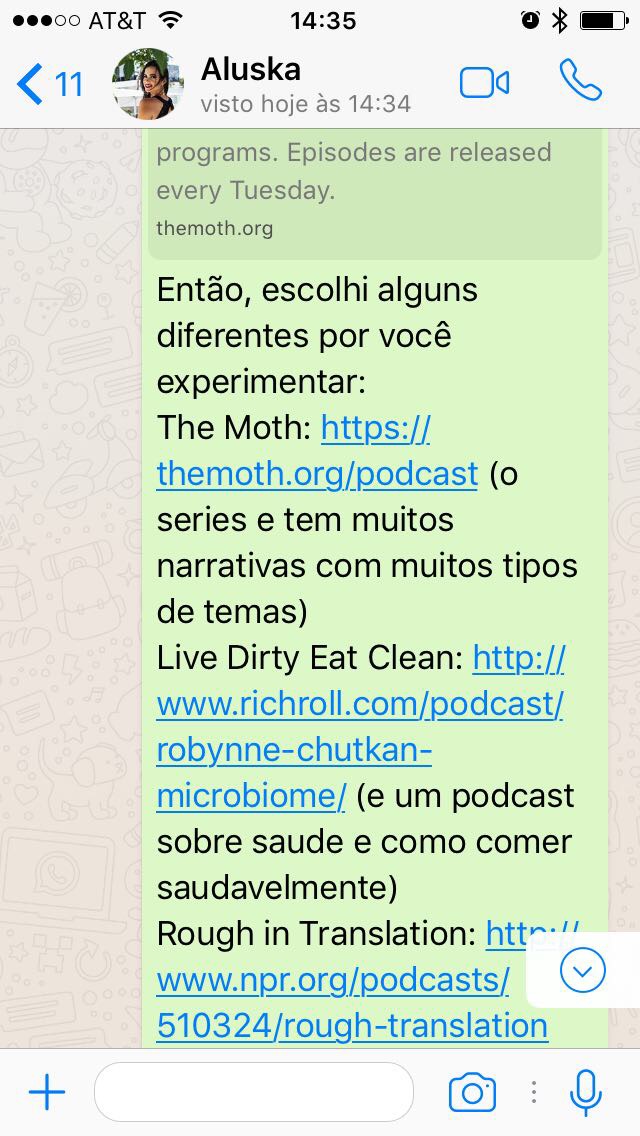 AT&T 14:35
11 Aluska
visto hoje às 14:34
programs. Episodes are released
every Tuesday.
themoth.org
Então, escolhi alguns
diferentes por você
experimentar:
The Moth: https://
themoth.org/podcast (o
series e tem muitos
narrativas com muitos tipos
de temas)
Live Dirty Eat Clean: http://
www.richroll.com/podcast/
robynne-chutkan-
microbiome/ (e um podcast
sobre saude e como comer
saudavelmente)
Rough in Translation: http://
www.npr.org/podcasts/
510324/rough-translation